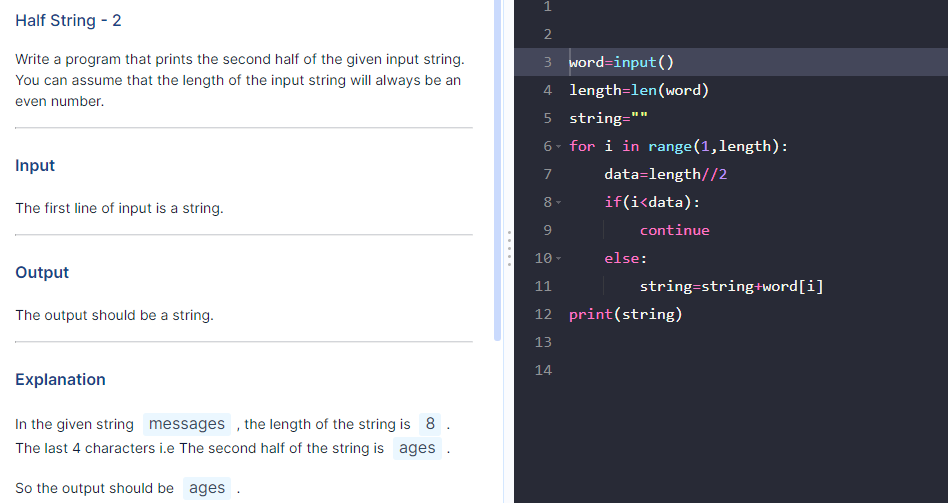 Half String - 2
Write a program that prints the second half of the given input string.
You can assume that the length of the input string will always be an
even number.
Input
The first line of input is a string.
Output
The output should be a string.
Explanation
In the given string messages , the length of the string is 8 .
The last 4 characters i.e The second half of the string is ages .
So the output should be ages .
1
2
3 word=input()
4 length=len(word)
5 string=""
6 for i in range(1,length):
7     data=length//2
8     if(i<data):
9         continue
10     else:
11         string=string+word[i]
12 print(string)
13
14